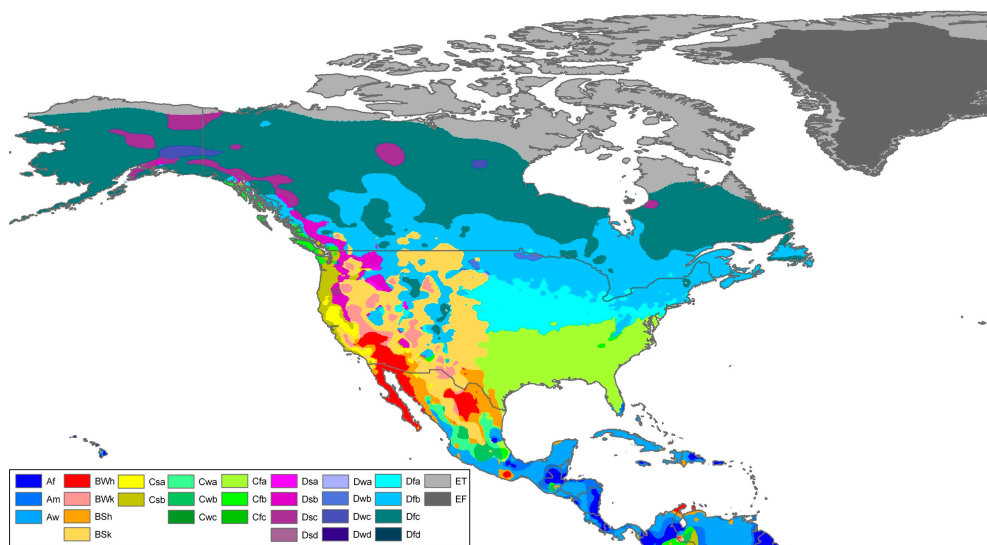 Af BWh Csa Cwa Cfa Dsa Dwa Dfa ET
Am BWk Csb Cwb Cfb Dsb Dwb Dfb EF
Aw BSh Cwc Cfc Dsc Dwc Dfc
BSk Dsd Dwd Dfd